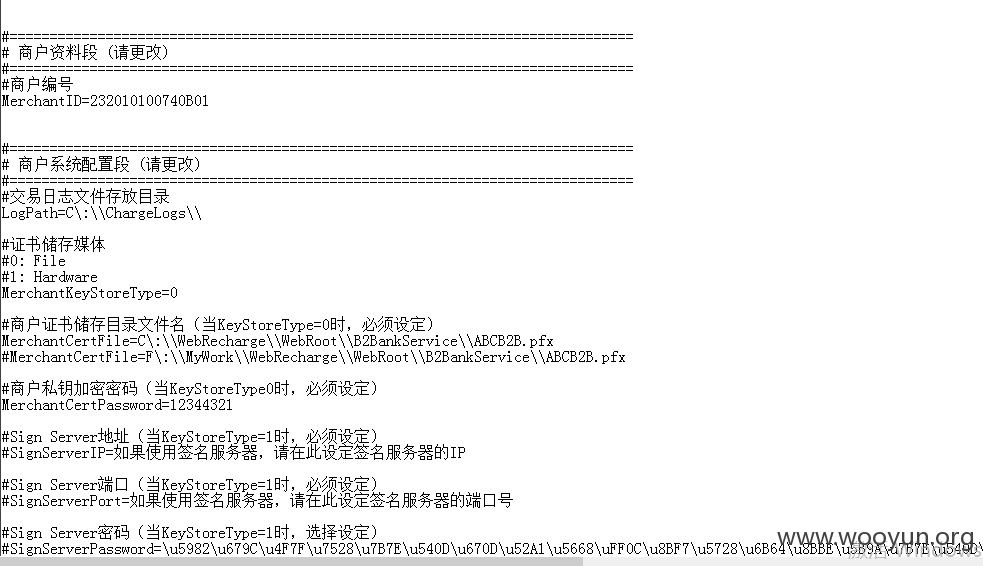 #==============================================================================
# 商户资料段（请更改）
#==============================================================================
#商户编号
MerchantID=232010100740B01
#==============================================================================
# 商户系统配置段（请更改）
#==============================================================================
#交易日志文件存放目录
LogPath=C\:\\ChargeLogs\\
#证书储存媒体
#0: File
#1: Hardware
MerchantKeyStoreType=0
#商户证书储存目录文件名（当KeyStoreType=0时，必须设定）
MerchantCertFile=C\:\\WebRecharge\\WebRoot\\B2BankService\\ABCB2B.pfx
#MerchantCertFile=F\:\\MyWork\\WebRecharge\\WebRoot\\B2BankService\\ABCB2B.pfx
#商户私钥加密密码（当KeyStoreType0时，必须设定）
MerchantCertPassword=12344321
#Sign Server地址（当KeyStoreType=1时，必须设定）
#SignServerIP=如果使用签名服务器，请在此设定签名服务器的IP
#Sign Server端口（当KeyStoreType=1时，必须设定）
#SignServerPort=如果使用签名服务器，请在此设定签名服务器的端口号
#Sign Server密码（当KeyStoreType=1时，选择设定）
#SignServerPassword=\u5982\u679C\u4F7F\u7528\u7B7E\u540D\u670D\u52A1\u5668\uFF0C\u8BF7\u5728\u6B64\u8BBE\u5B9A\u7B7E\u540D\
www.wooyun.org
激活 Windows